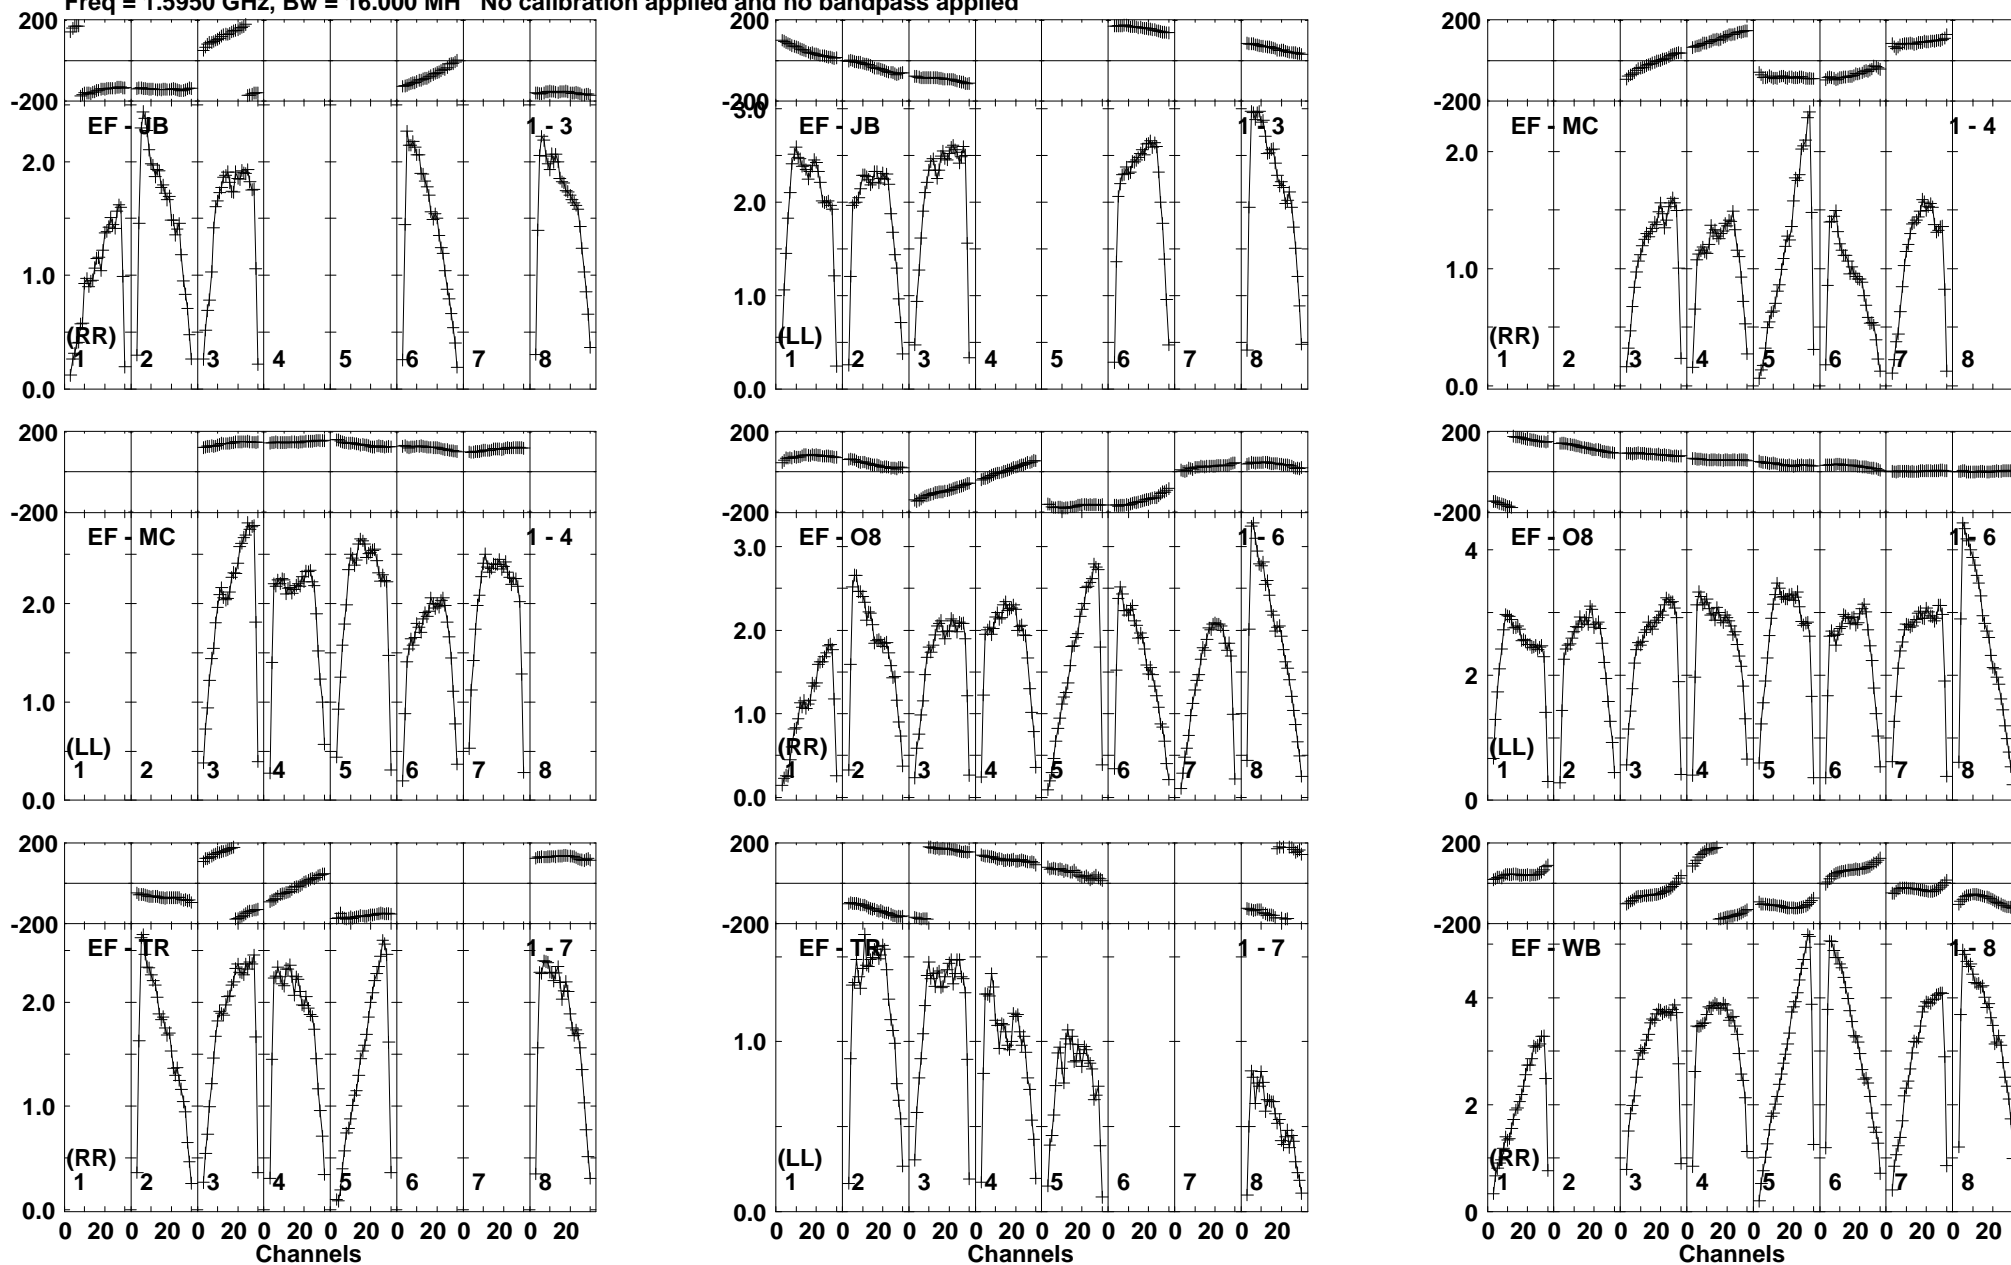 Freq = 1.5950 GHz, Bw = 16.000 MH No calibration applied and no bandpass applied
200 200 200
-200 -200 -200
EF - JB 1 - 3 3.0 EF - JB 1 - 3 EF - MC 1 - 4
2.0 2.0 2.0
1.0 1.0 1.0
(RR) (LL) (RR)
1 2 3 4 5 6 7 8 1 2 3 4 5 6 7 8 1 2 3 4 5 6 7 8
0.0 0.0 0.0
200 200 200
-200 -200 -200
EF - MC 1 - 4 EF - O8 1 - 6 EF - O8 1 - 6
3.0 4
2.0 2.0 2
1.0 1.0
(LL) (RR) (LL)
1 2 3 4 5 6 7 8 1 2 3 4 5 6 7 8 1 2 3 4 5 6 7 8
0.0 0.0 0
200 200 200
-200 -200 -200
EF - TR 1 - 7 EF - TR 1 - 7 EF - WB 1 - 8
2.0 1.0 4
1.0 2
(RR) (LL) (RR)
1 2 3 4 5 6 7 8 1 2 3 4 5 6 7 8 1 2 3 4 5 6 7 8
0.0 0.0 0
0 20 0 20 0 20 0 20 0 20 0 20 0 20 0 20 0 20 0 20 0 20 0 20 0 20 0 20 0 20 0 20 0 20 0 20 0 20 0 20 0 20 0 20 0 20 0 20
Channels Channels Channels